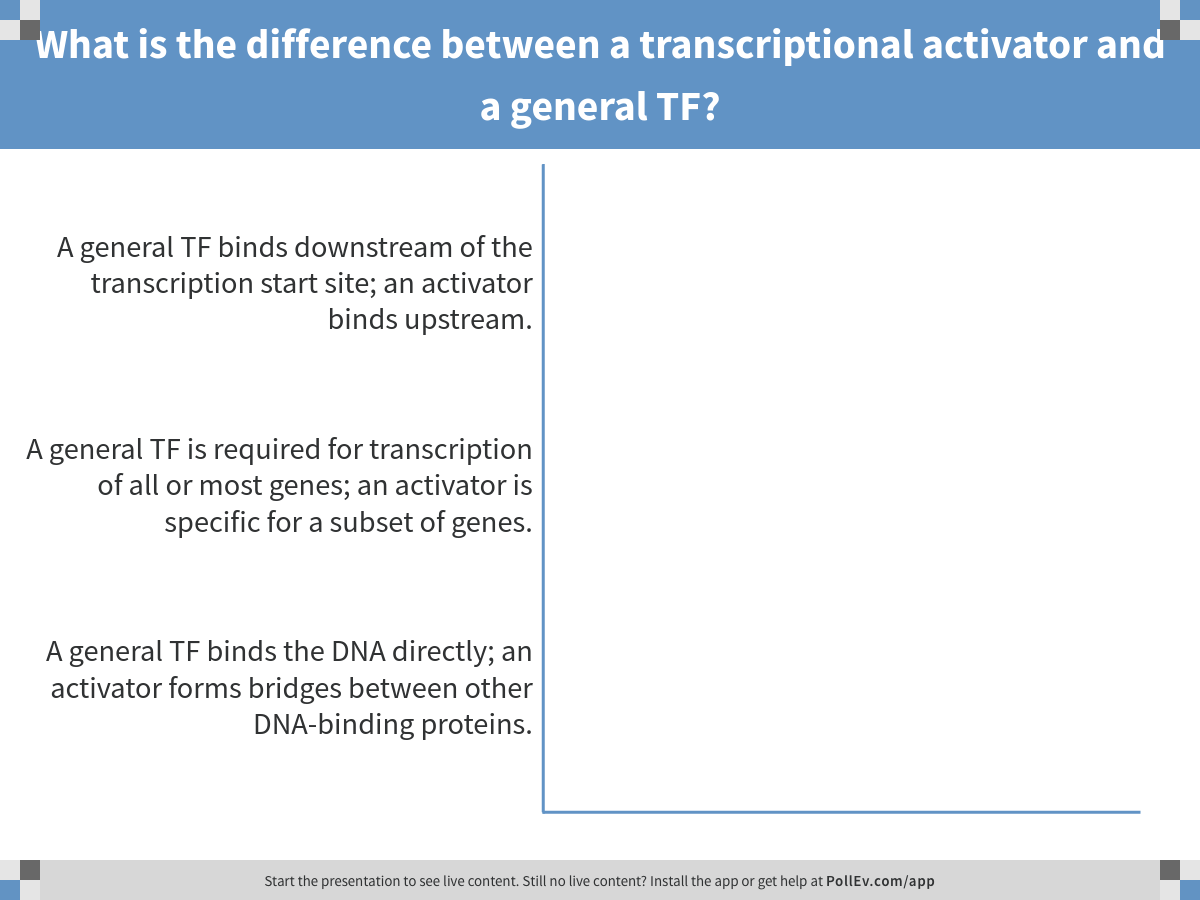 What is the difference between a transcriptional activator and
a general TF?
A general TF binds downstream of the
transcription start site; an activator
binds upstream.
A general TF is required for transcription
of all or most genes; an activator is
specific for a subset of genes.
A general TF binds the DNA directly; an
activator forms bridges between other
DNA-binding proteins.
Start the presentation to see live content. Still no live content? Install the app or get help at PollEv.com/app